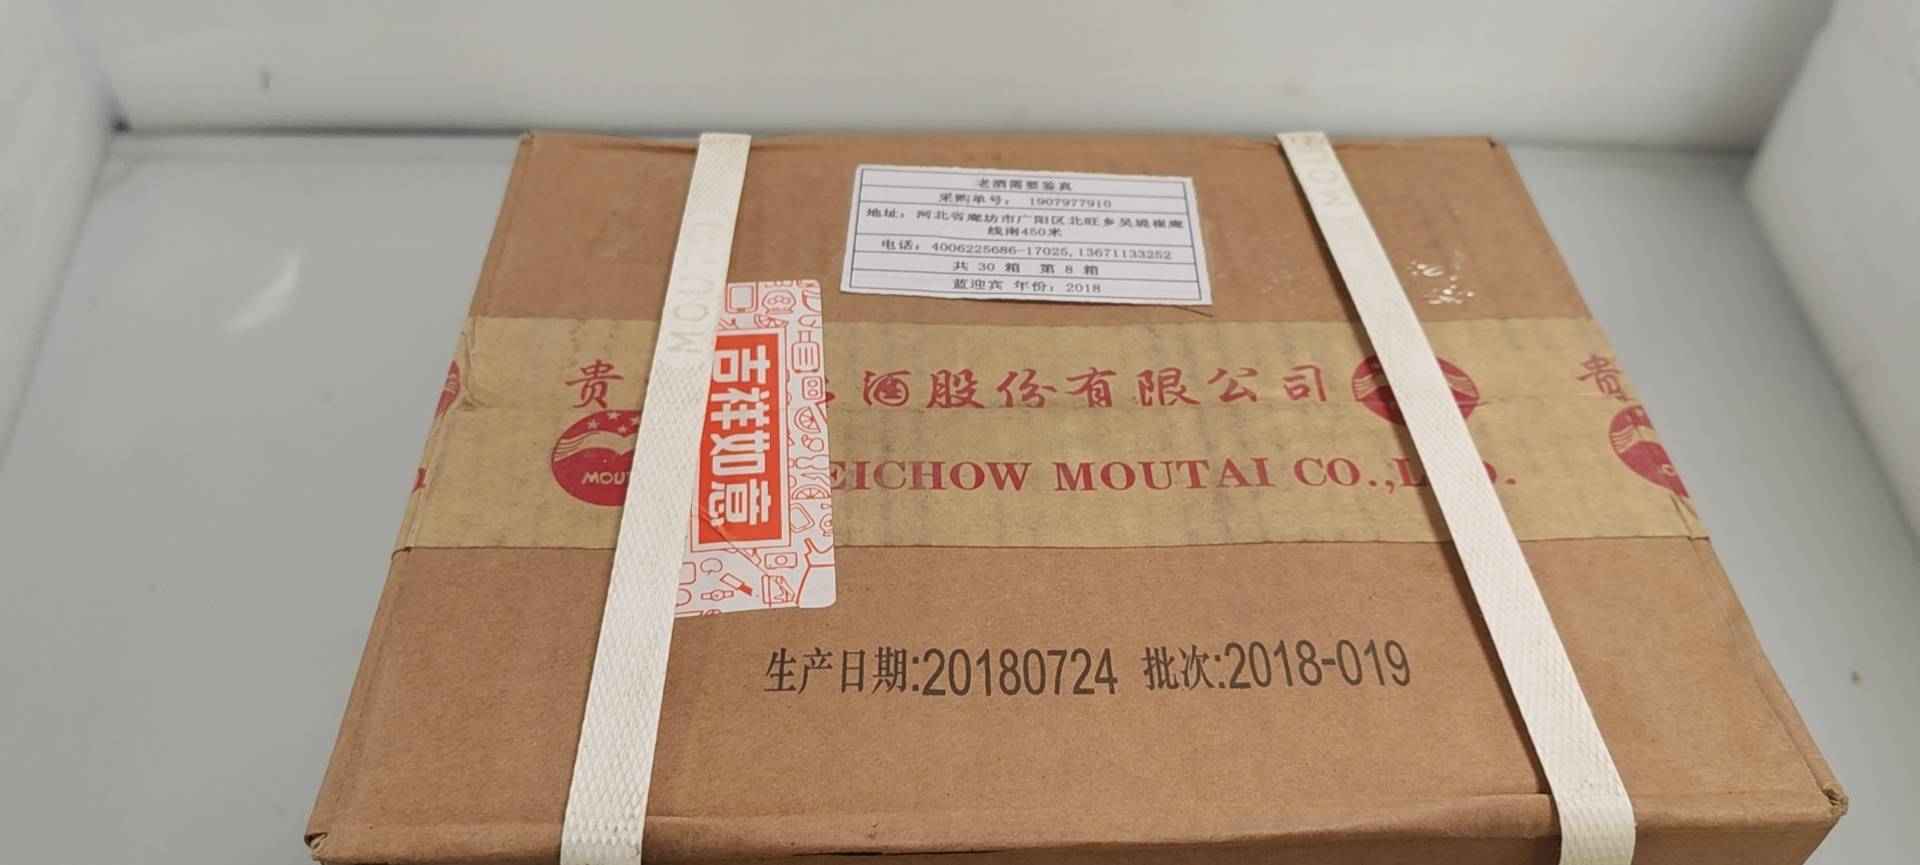 MOUTAI
MOU
老酒需要鉴真
采购单号： 1907977910
地址：河北省廊坊市广阳区北旺乡吴堤崔廊
线南450米
电话：4006225686-17025,13671133252
共 30 箱 第 8 箱
蓝迎宾 年份：2018
吉祥如意
贵
酒股份有限公司
贵
MOUT
EICHOW MOUTAI CO.,L D.
生产日期:20180724 批次:2018-019